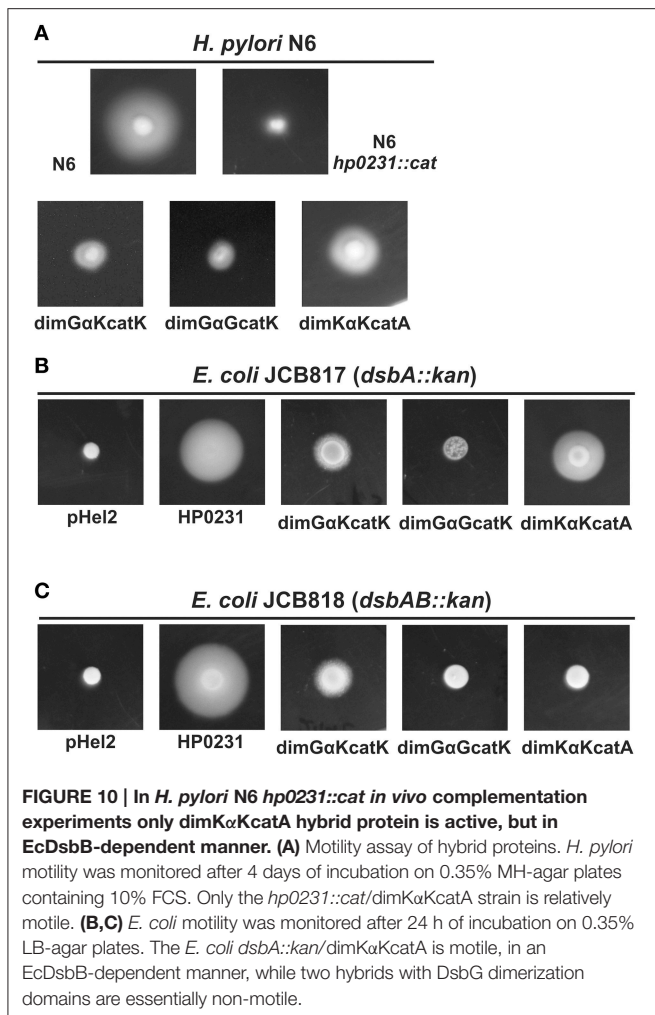 A
H. pylori N6
N6
N6
hp0231::cat
dimGαKcatK
dimGαGcatK
dimKαKcatA
B
E. coli JCB817 (dsbA::kan)
pHel2
HP0231
dimGαKcatK
dimGαGcatK
dimKαKcatA
C
E. coli JCB818 (dsbAB::kan)
pHel2
HP0231
dimGαKcatK
dimGαGcatK
dimKαKcatA
FIGURE 10 | In H. pylori N6 hp0231::cat in vivo complementation
experiments only dimKαKcatA hybrid protein is active, but in
EcDsbB-dependent manner. (A) Motility assay of hybrid proteins. H. pylori
motility was monitored after 4 days of incubation on 0.35% MH-agar plates
containing 10% FCS. Only the hp0231::cat/dimKαKcatA strain is relatively
motile. (B,C) E. coli motility was monitored after 24 h of incubation on 0.35%
LB-agar plates. The E. coli dsbA::kan/dimKαKcatA is motile, in an
EcDsbB-dependent manner, while two hybrids with DsbG dimerization
domains are essentially non-motile.